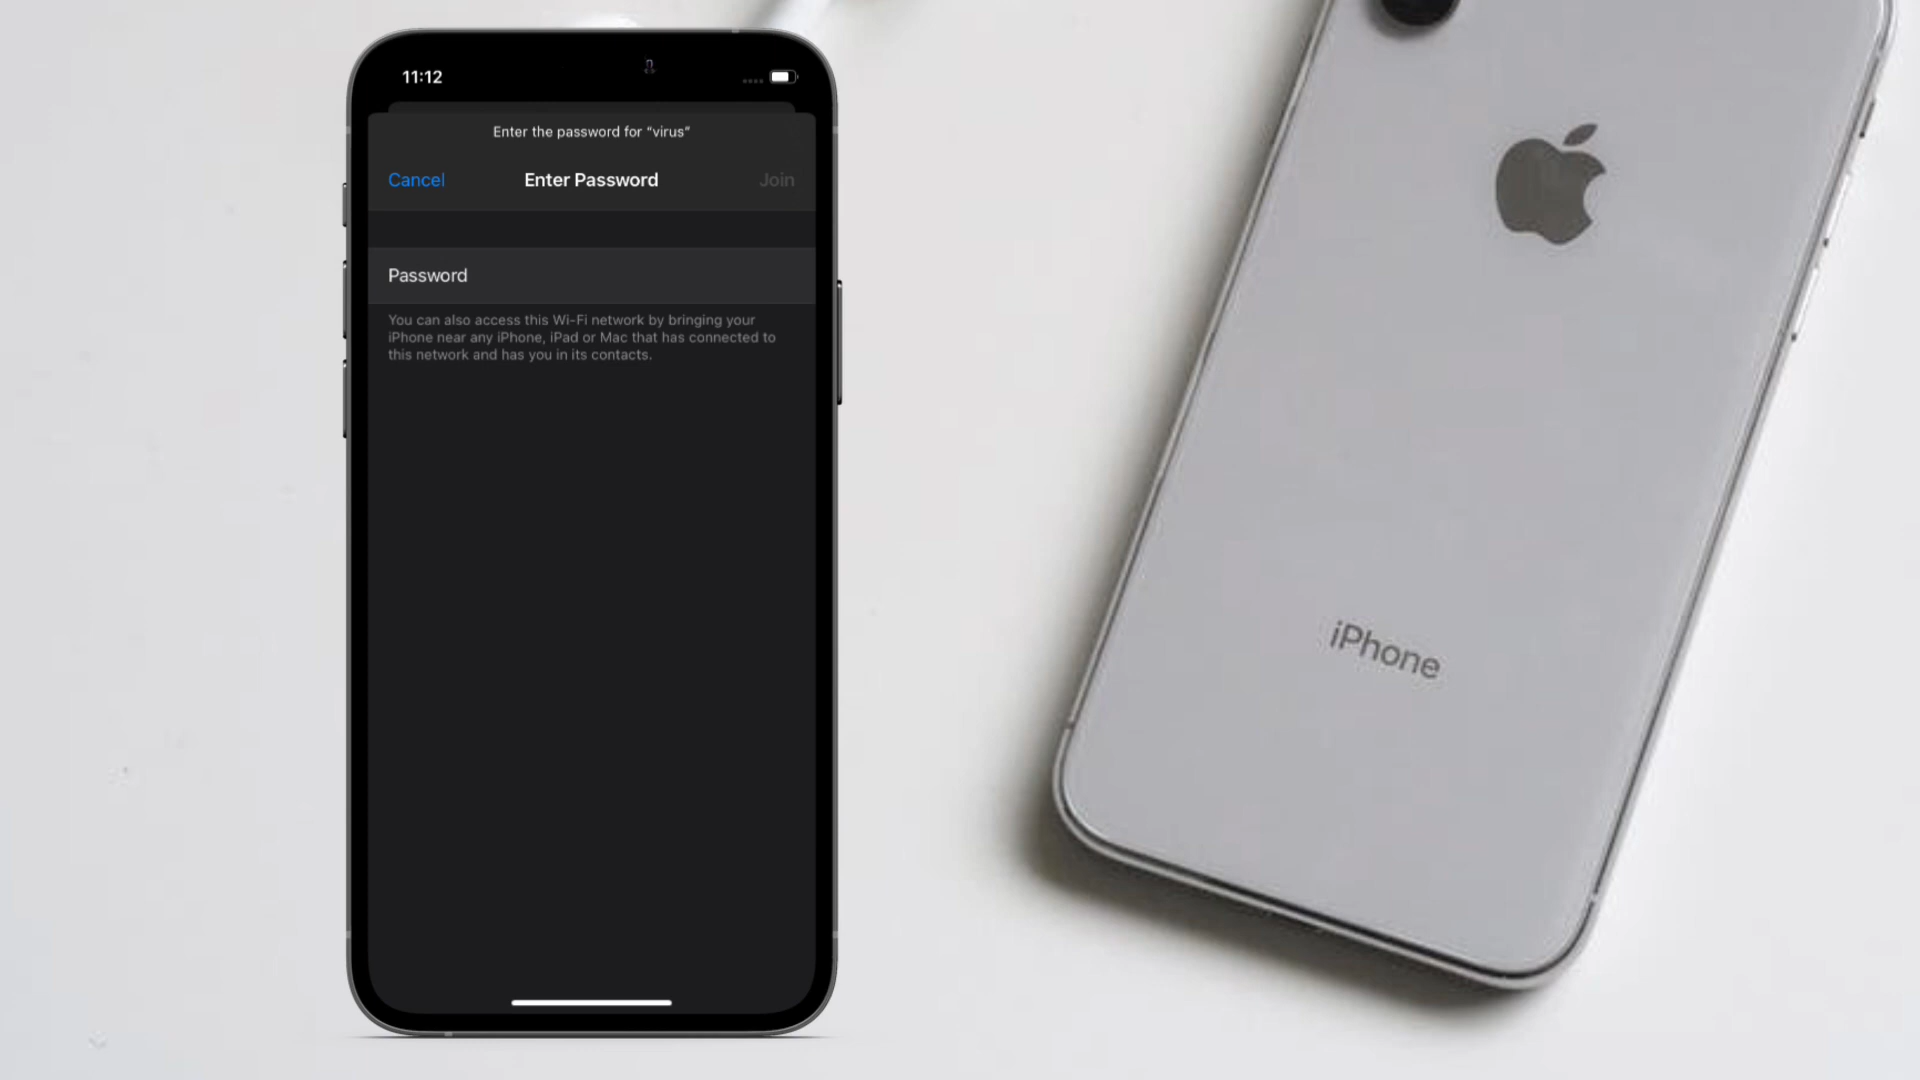 11:12
Enter the password for “virus”
Cancel
Enter Password
Join
Password
You can also access this Wi-Fi network by bringing your
iPhone near any iPhone, iPad or Mac that has connected to
this network and has you in its contacts.
iPhone